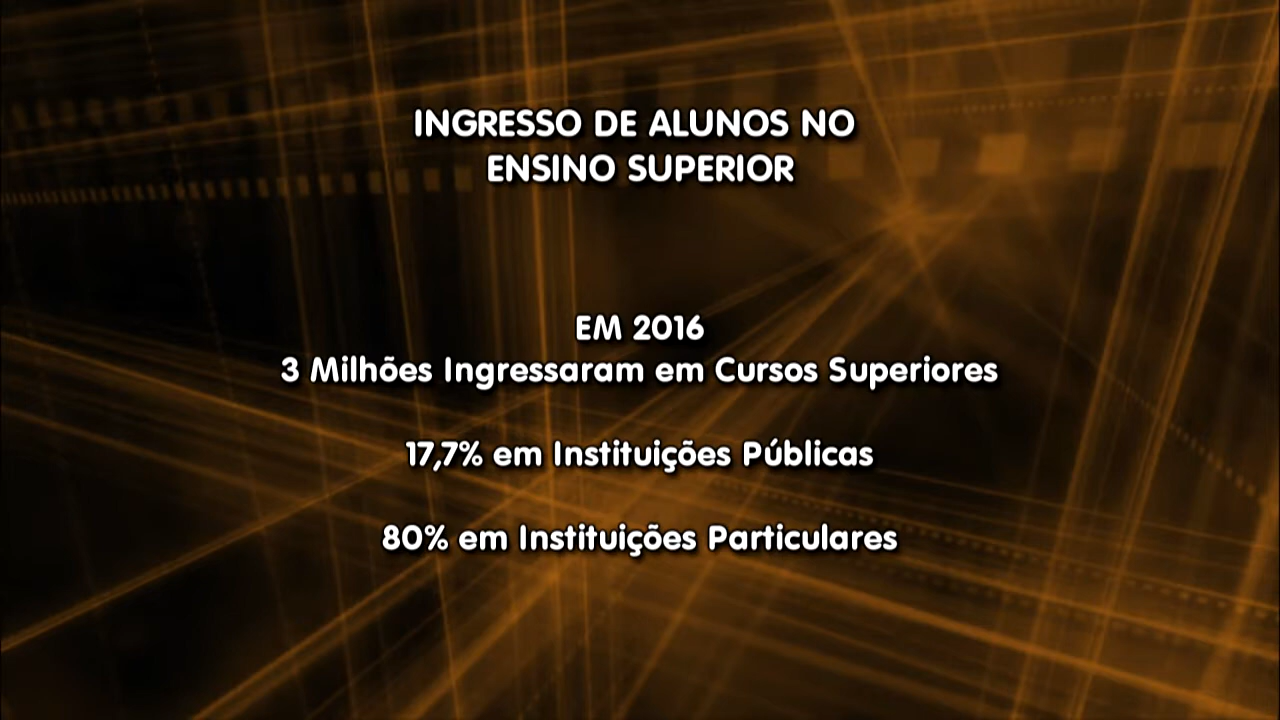 INGRESSO DE ALUNOS NO
ENSINO SUPERIOR
EM 2016
3 Milhões Ingressaram em Cursos Superiores
17,7% em Instituições Públicas
80% em Instituições Particulares